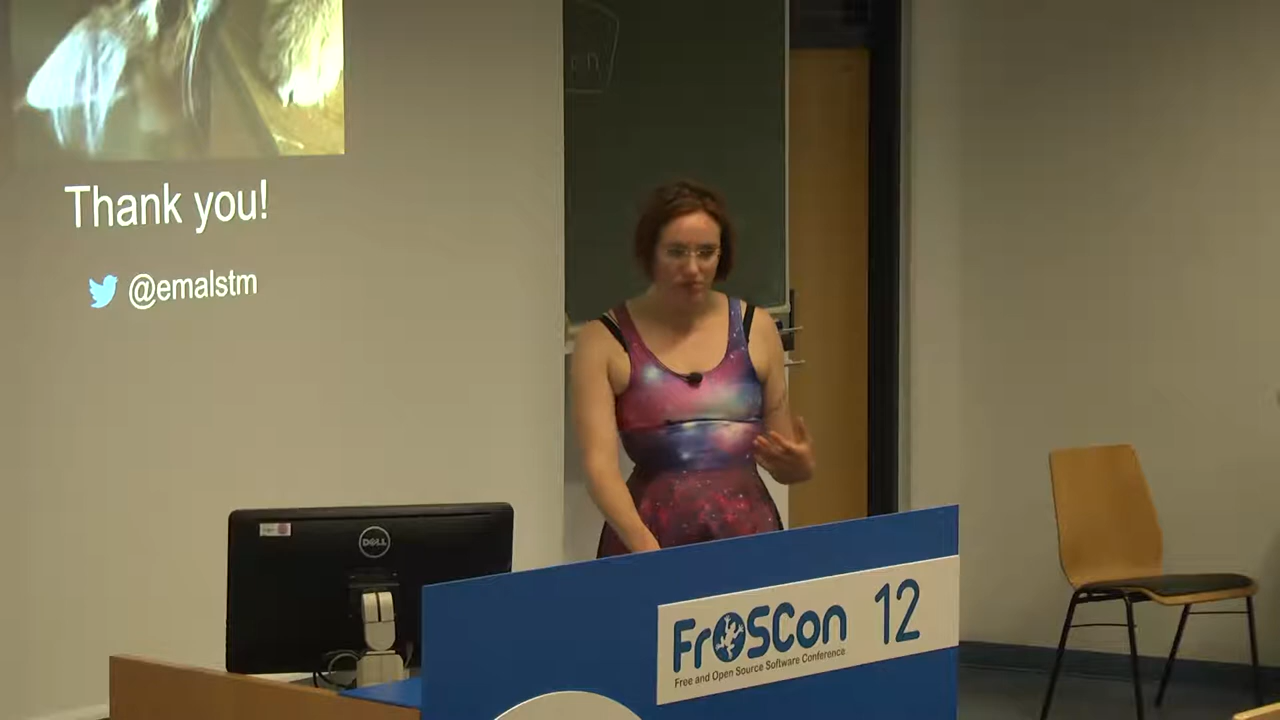 Thank you!
@emalstm
DELL
FrOSCon 12
Free and Open Source Software Conference